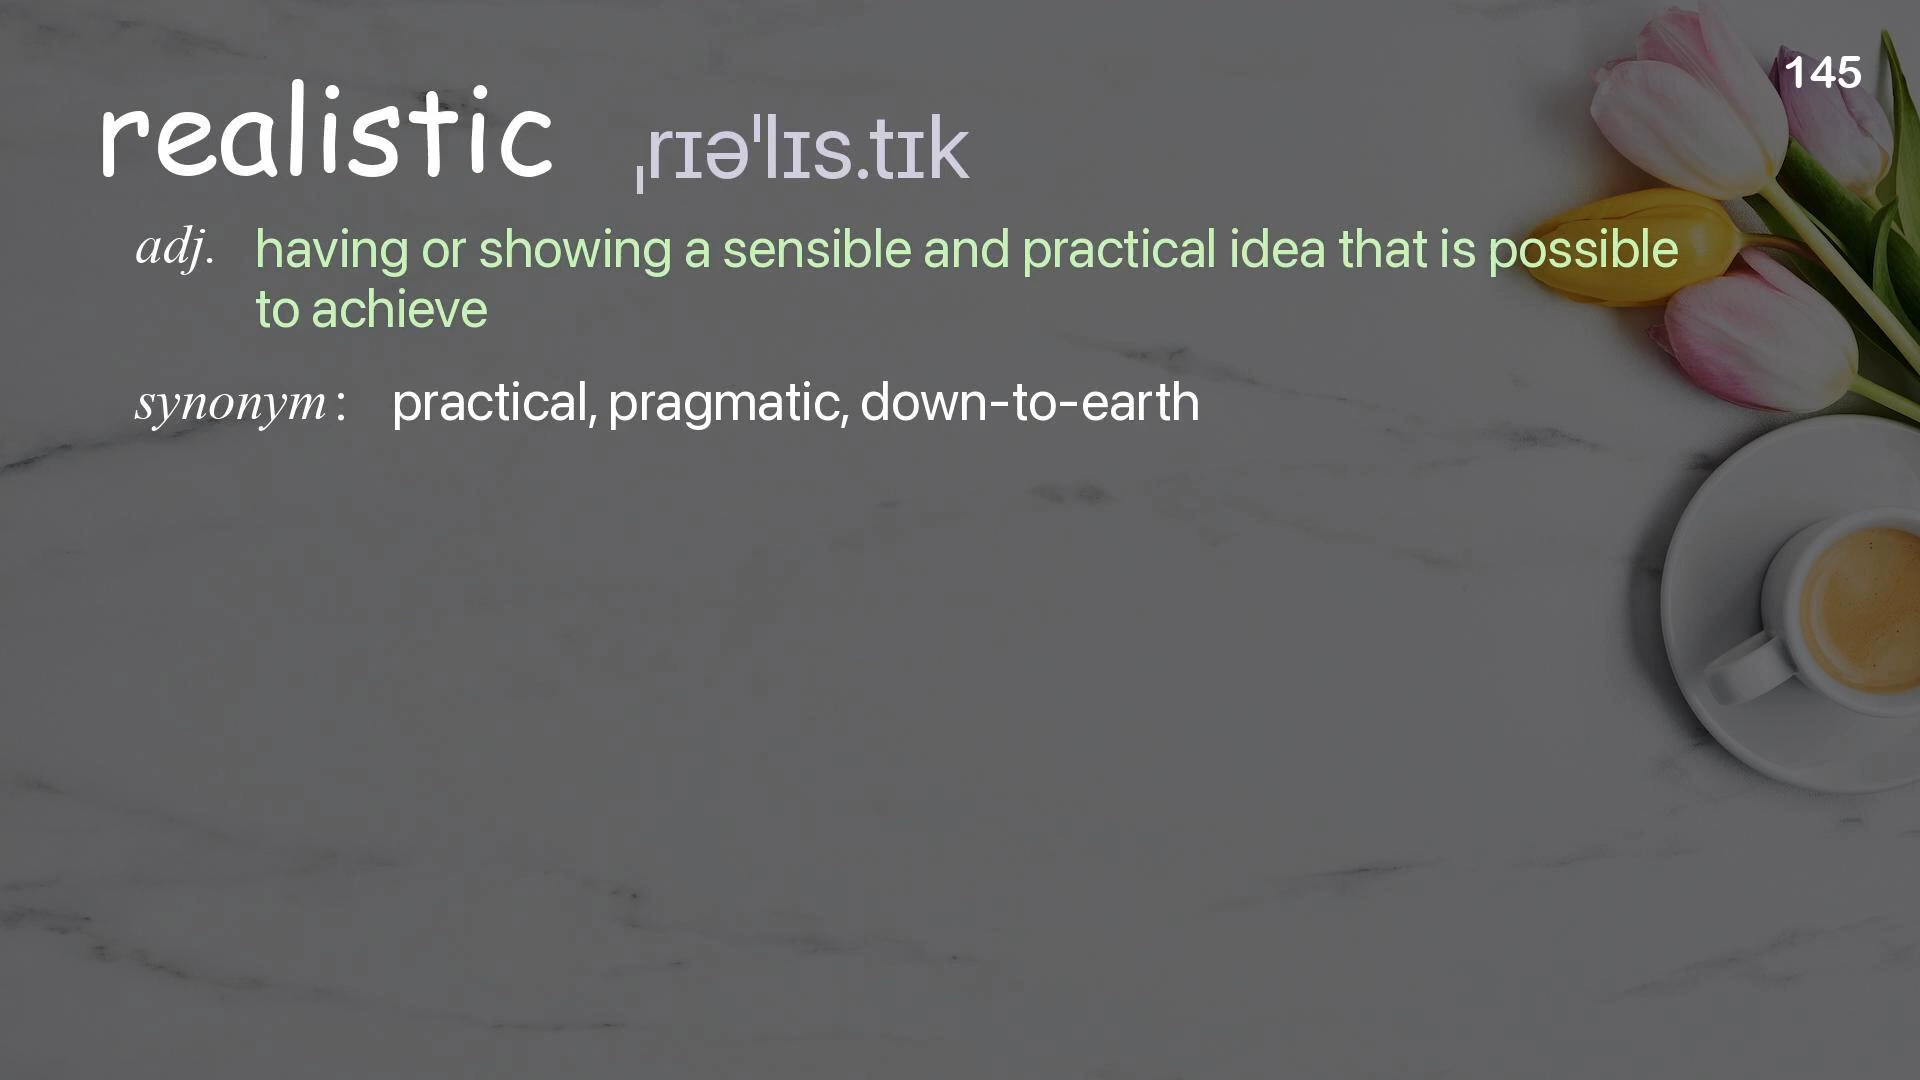 145
realistic ˌrɪəˈlɪs.tɪk
adj. having or showing a sensible and practical idea that is possible
to achieve
synonym : practical, pragmatic, down-to-earth